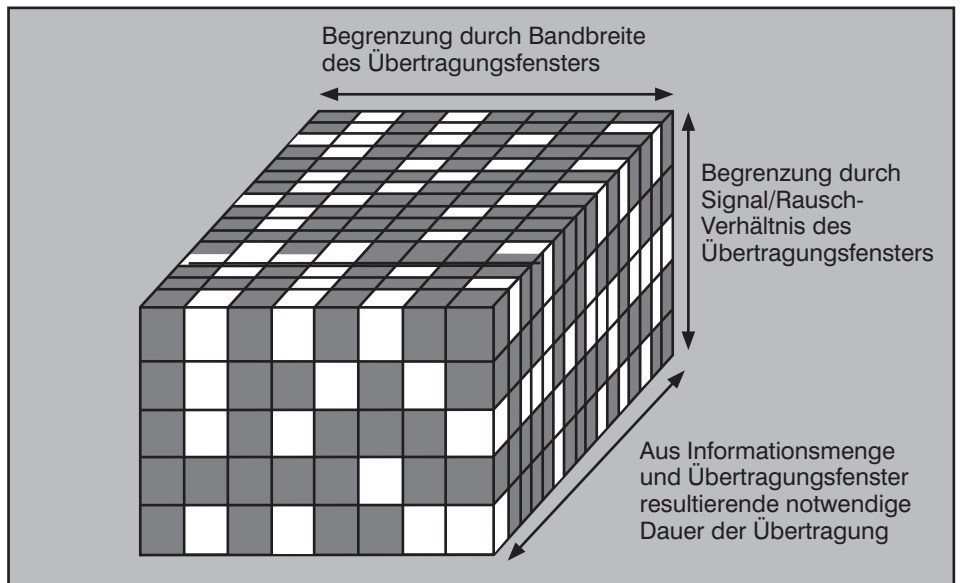 Begrenzung durch Bandbreite
des Übertragungsfensters
Begrenzung durch
Signal/Rausch-
Verhältnis des
Übertragungsfensters
Aus Informationsmenge
und Übertragungsfenster
resultierende notwendige
Dauer der Übertragung